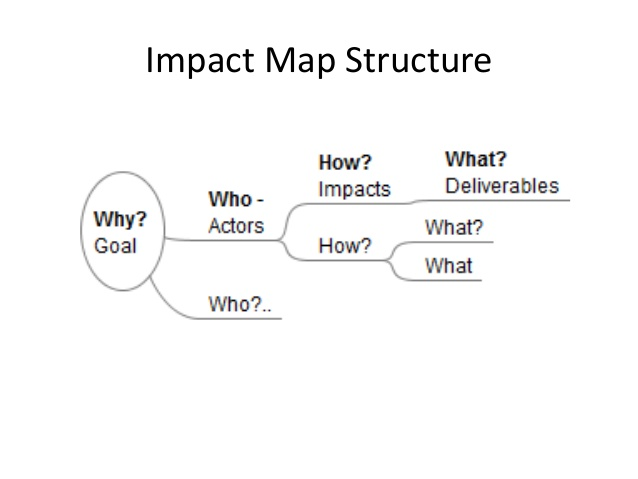 Impact Map Structure
Why?
Goal
Who -
Actors
How?
Impacts
What?
Deliverables
How?
What?
What
Who?..